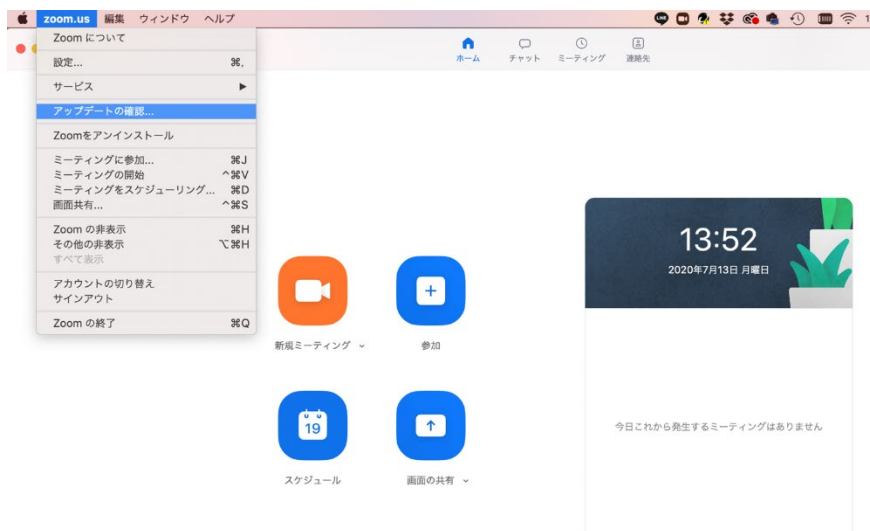 zoom.us 編集 ウィンドウ ヘルプ
Zoom について
設定... ⌘,
サービス ▶
アップデートの確認...
Zoomをアンインストール
ミーティングに参加... ⌘J
ミーティングの開始 ^⌘V
ミーティングをスケジューリング... ⌘D
画面共有... ^⌘S
Zoom の非表示 ⌘H
その他の非表示 ⌥⌘H
すべて表示
アカウントの切り替え
サインアウト
Zoom の終了 ⌘Q
ホーム チャット ミーティング 連絡先
新規ミーティング 参加
19
スケジュール 画面の共有
13:52
2020年7月13日 月曜日
今日これから発生するミーティングはありません